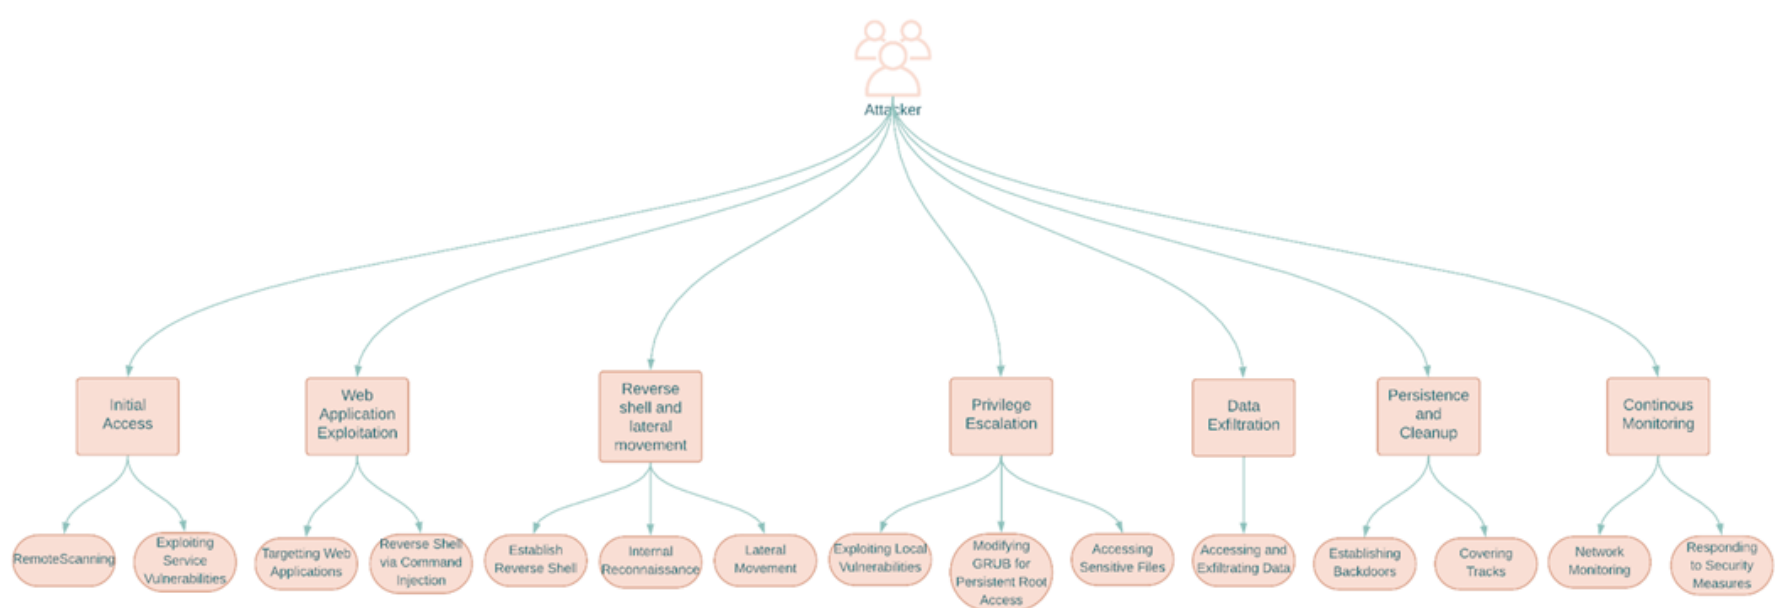 Attacker
Initial
Access
Web
Application
Exploitation
Reverse
shell and
lateral
movement
Privilege
Escalation
Data
Exfiltration
Persistence
and
Cleanup
Continous
Monitoring
RemoteScanning
Exploiting
Service
Vulnerabilities
Targetting Web
Applications
Reverse Shell
via Command
Injection
Establish
Reverse Shell
Internal
Reconnaissance
Lateral
Movement
Exploiting Local
Vulnerabilities
Modifying
GRUB for
Persistent Root
Access
Accessing
Sensitive Files
Accessing and
Exfiltrating Data
Establishing
Backdoors
Covering
Tracks
Network
Monitoring
Responding
to Security
Measures